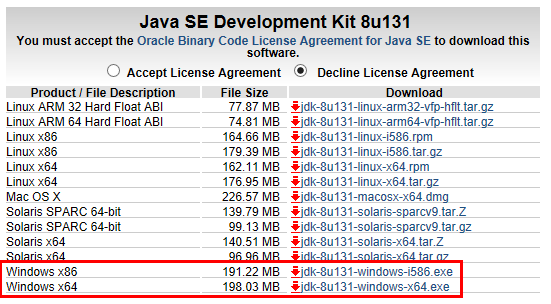 Java SE Development Kit 8u131
You must accept the Oracle Binary Code License Agreement for Java SE to download this
software.
Accept License Agreement Decline License Agreement
Product / File Description File Size Download
Linux ARM 32 Hard Float ABI 77.87 MB jdk-8u131-linux-arm32-vfp-hflt.tar.gz
Linux ARM 64 Hard Float ABI 74.81 MB jdk-8u131-linux-arm64-vfp-hflt.tar.gz
Linux x86 164.66 MB jdk-8u131-linux-i586.rpm
Linux x86 179.39 MB jdk-8u131-linux-i586.tar.gz
Linux x64 162.11 MB jdk-8u131-linux-x64.rpm
Linux x64 176.95 MB jdk-8u131-linux-x64.tar.gz
Mac OS X 226.57 MB jdk-8u131-macosx-x64.dmg
Solaris SPARC 64-bit 139.79 MB jdk-8u131-solaris-sparcv9.tar.Z
Solaris SPARC 64-bit 99.13 MB jdk-8u131-solaris-sparcv9.tar.gz
Solaris x64 140.51 MB jdk-8u131-solaris-x64.tar.Z
Solaris x64 96.96 MB jdk-8u131-solaris-x64.tar.gz
Windows x86 191.22 MB jdk-8u131-windows-i586.exe
Windows x64 198.03 MB jdk-8u131-windows-x64.exe